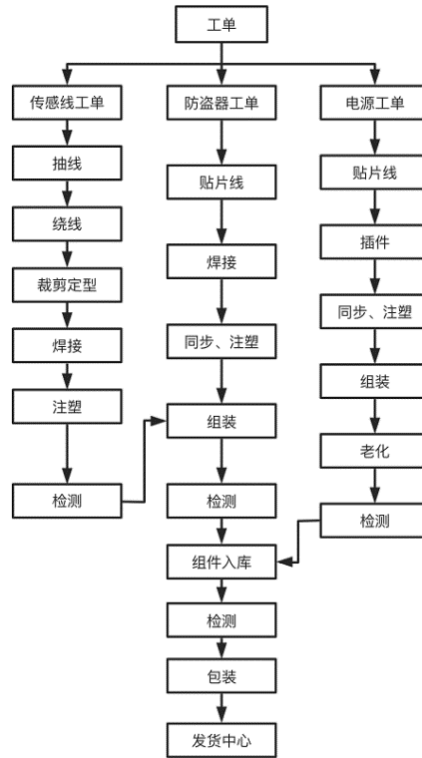 工单
传感线工单
防盗器工单
电源工单
抽线
贴片线
贴片线
绕线
插件
裁剪定型
焊接
同步、注塑
焊接
同步、注塑
组装
注塑
组装
老化
检测
检测
检测
组件入库
检测
包装
发货中心